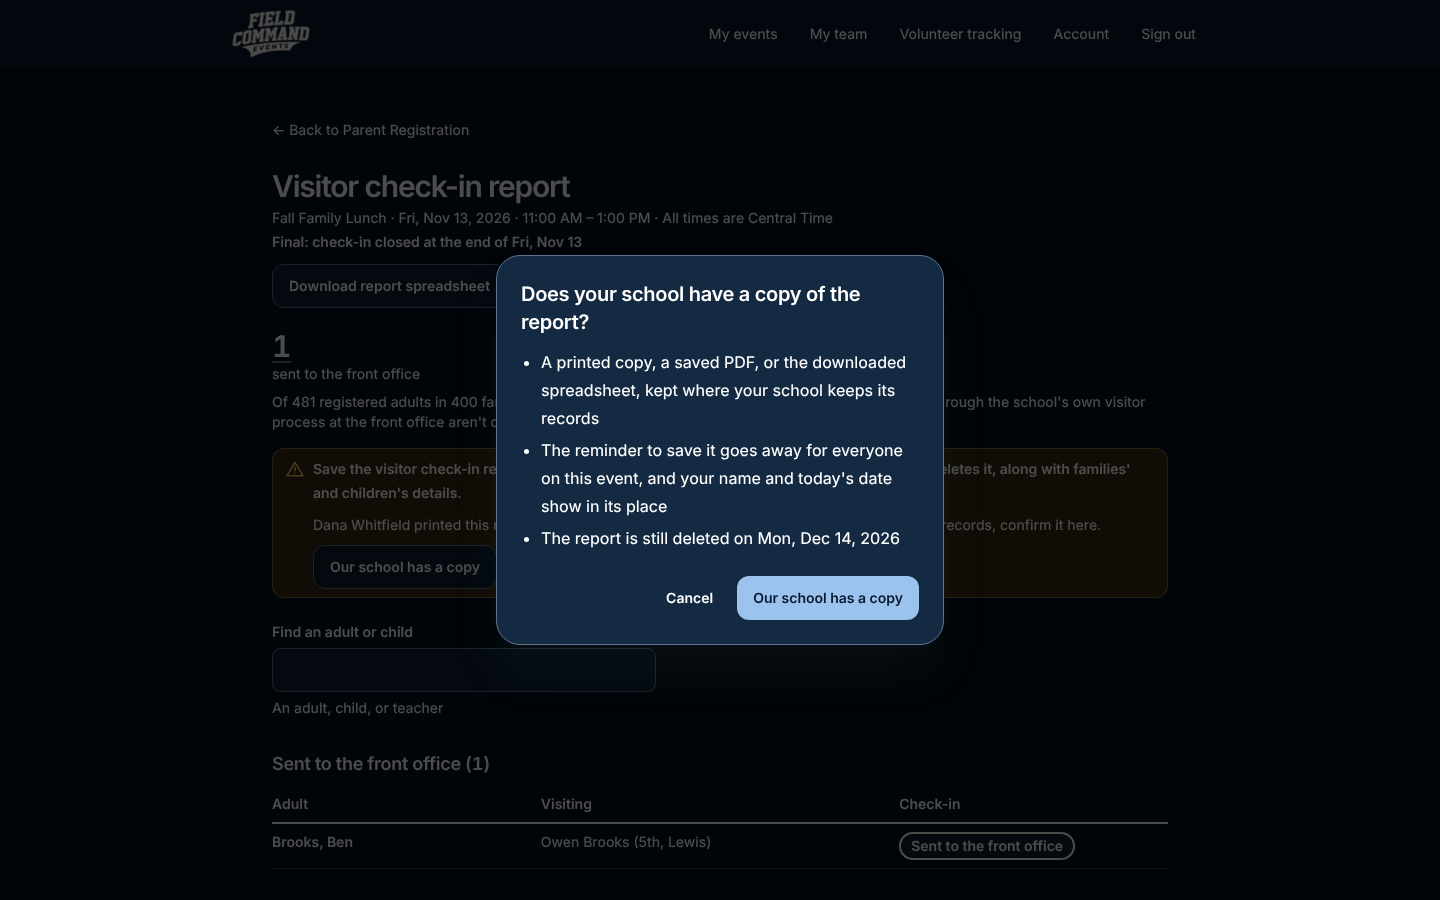 FIELD
COMMAND
EVENTS
My events
My team
Volunteer tracking
Account
Sign out
← Back to Parent Registration
Visitor check-in report
Fall Family Lunch · Fri, Nov 13, 2026 · 11:00 AM – 1:00 PM · All times are Central Time
Final: check-in closed at the end of Fri, Nov 13
Download report spreadsheet
1
sent to the front office
Of 481 registered adults in 400
rough the school's own visitor
process at the front office aren't
Save the visitor check-in
eletes it, along with families'
and children's details.
Dana Whitfield printed this
records, confirm it here.
Our school has a copy
Does your school have a copy of the
report?
• A printed copy, a saved PDF, or the downloaded
spreadsheet, kept where your school keeps its
records
• The reminder to save it goes away for everyone
on this event, and your name and today's date
show in its place
• The report is still deleted on Mon, Dec 14, 2026
Cancel
Our school has a copy
Find an adult or child
An adult, child, or teacher
Sent to the front office (1)
Adult
Visiting
Check-in
Brooks, Ben
Owen Brooks (5th, Lewis)
Sent to the front office